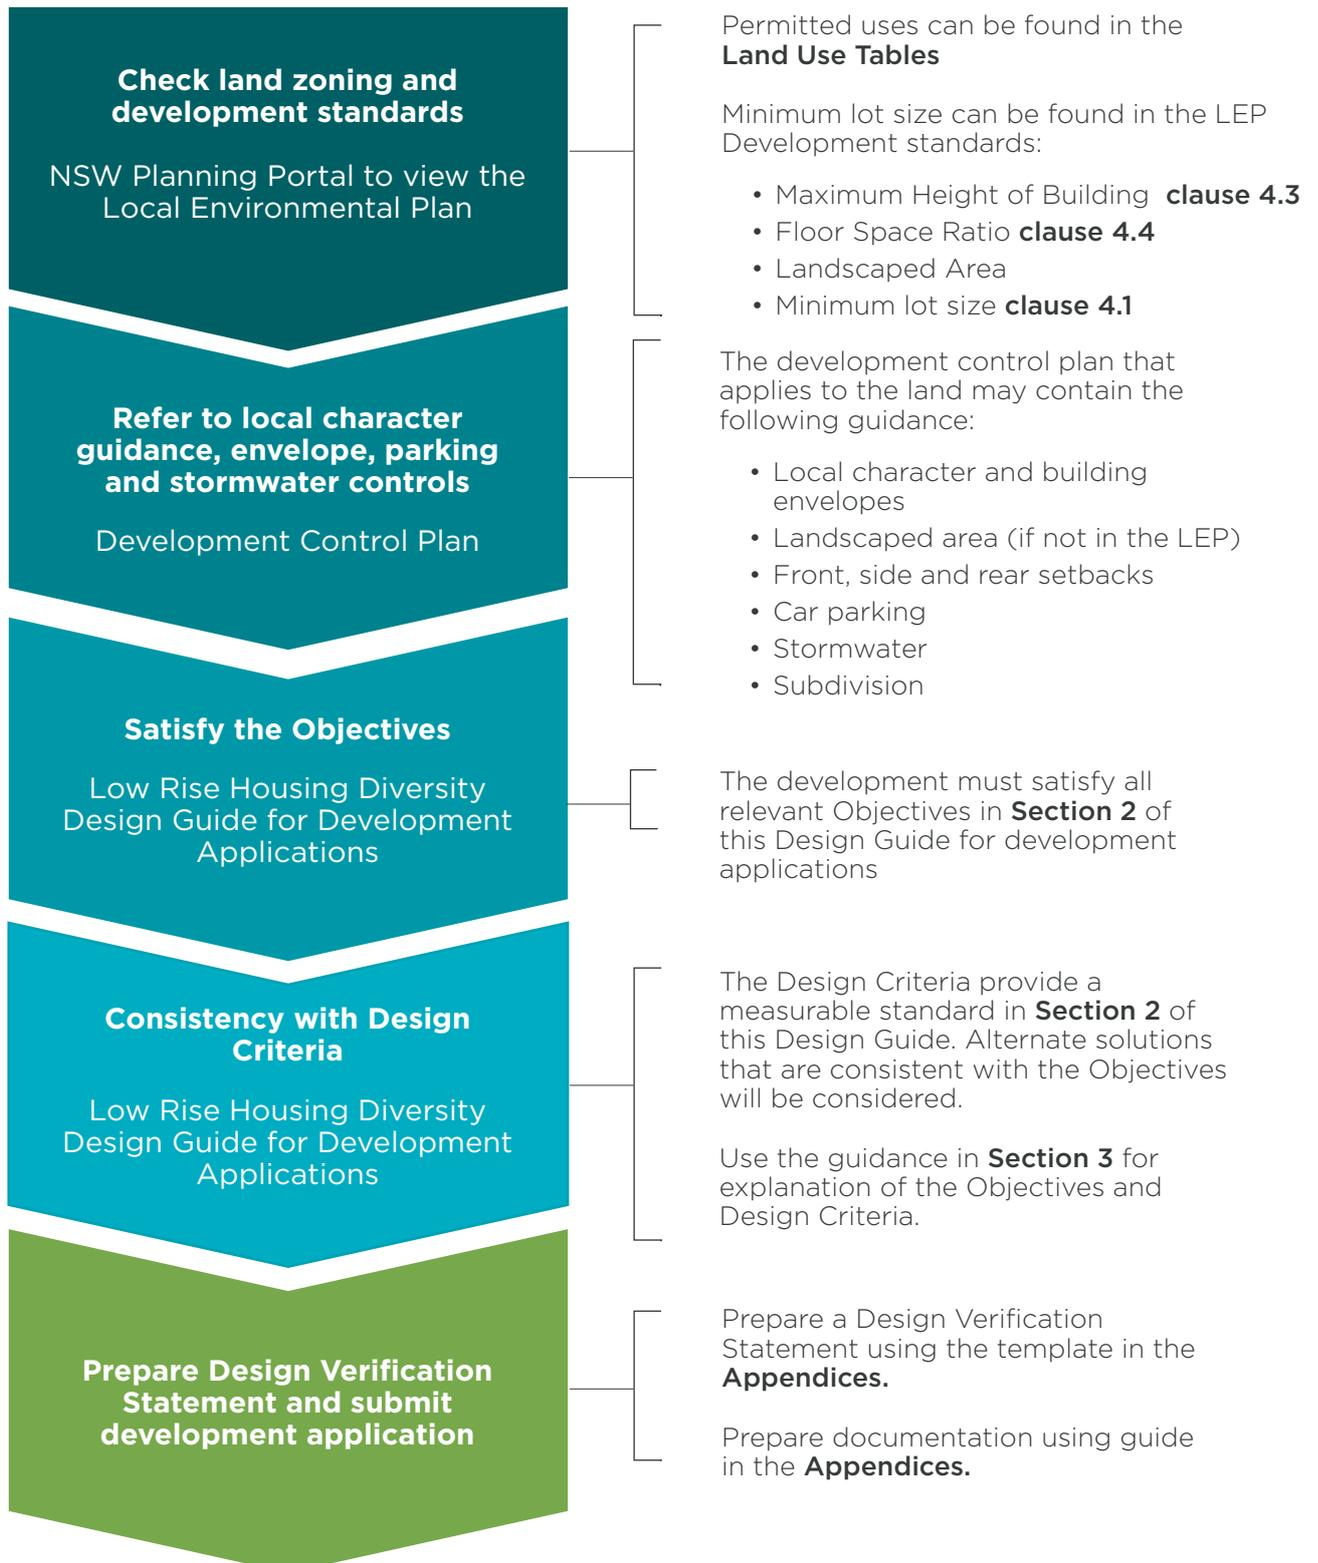 Check land zoning and
development standards
NSW Planning Portal to view the
Local Environmental Plan
Permitted uses can be found in the
Land Use Tables
Minimum lot size can be found in the LEP
Development standards:
• Maximum Height of Building  clause 4.3
• Floor Space Ratio clause 4.4
• Landscaped Area
• Minimum lot size clause 4.1
Refer to local character
guidance, envelope, parking
and stormwater controls
Development Control Plan
The development control plan that
applies to the land may contain the
following guidance:
• Local character and building
envelopes
• Landscaped area (if not in the LEP)
• Front, side and rear setbacks
• Car parking
• Stormwater
• Subdivision
Satisfy the Objectives
Low Rise Housing Diversity
Design Guide for Development
Applications
The development must satisfy all
relevant Objectives in Section 2 of
this Design Guide for development
applications
Consistency with Design
Criteria
Low Rise Housing Diversity
Design Guide for Development
Applications
The Design Criteria provide a
measurable standard in Section 2 of
this Design Guide. Alternate solutions
that are consistent with the Objectives
will be considered.
Use the guidance in Section 3 for
explanation of the Objectives and
Design Criteria.
Prepare Design Verification
Statement and submit
development application
Prepare a Design Verification
Statement using the template in the
Appendices.
Prepare documentation using guide
in the Appendices.